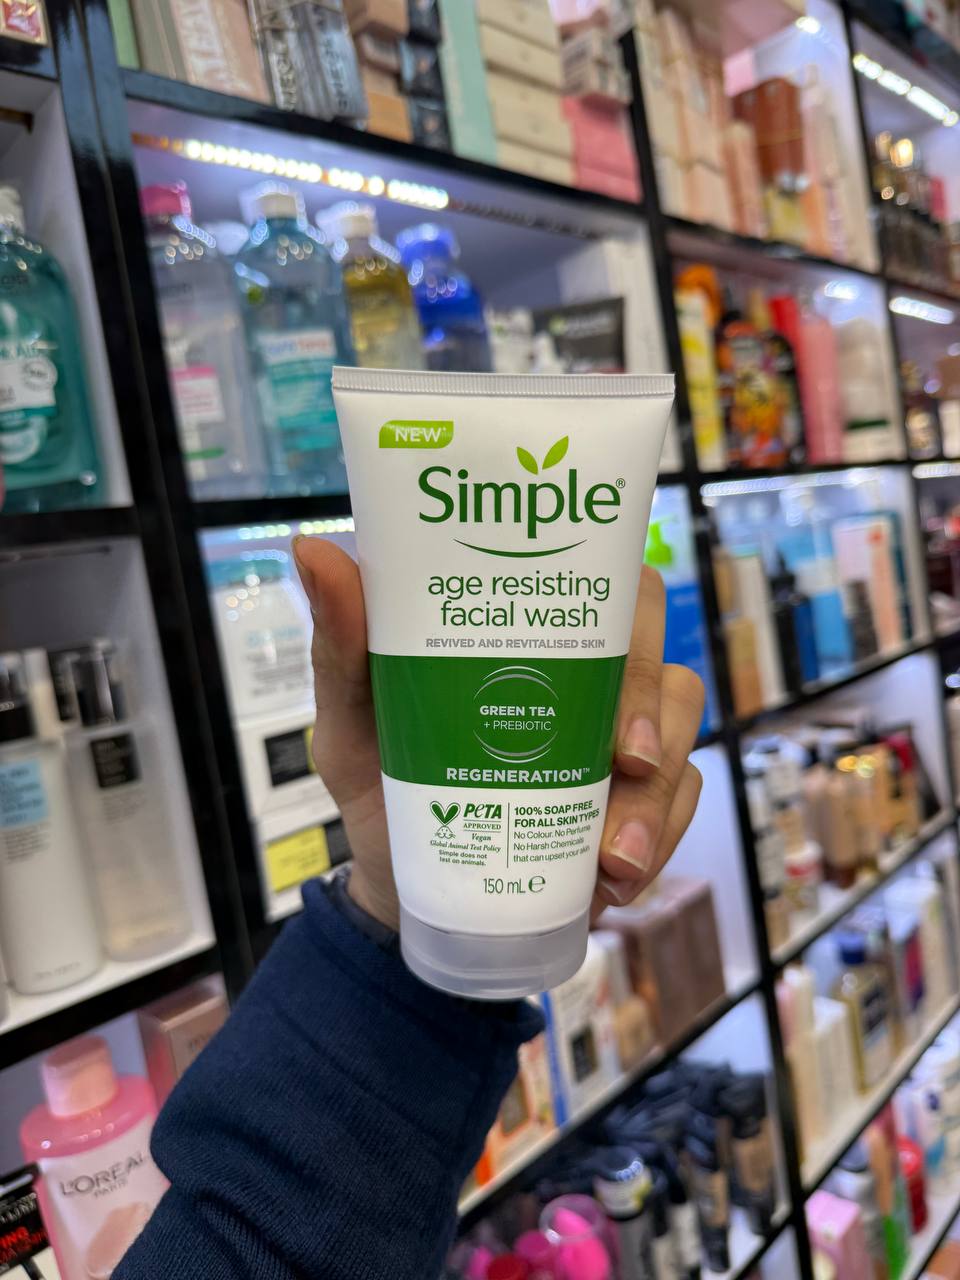 NEW
Simple®
age resisting
facial wash
REVIVED AND REVITALISED SKIN
GREEN TEA
+ PREBIOTIC
REGENERATION™
PETA
APPROVED
Vegan
Global Animal Test Policy
Simple does not
test on animals.
100% SOAP FREE
FOR ALL SKIN TYPES
No Colour. No Perfume.
No Harsh Chemicals
that can upset your skin
150 mL ℮
L'ORÉAL
PARIS